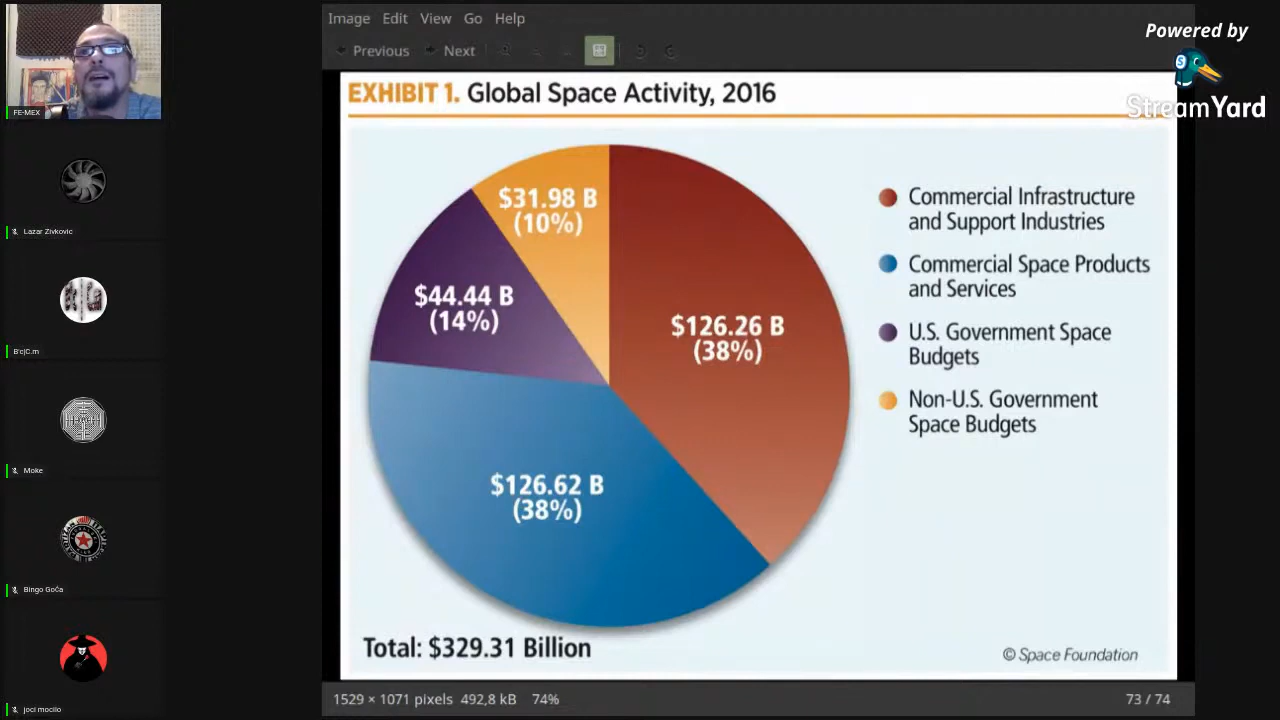 Image Edit View Go Help
Previous Next
Powered by
StreamYard
EXHIBIT 1. Global Space Activity, 2016
$31.98 B
(10%)
$44.44 B
(14%)
$126.26 B
(38%)
$126.62 B
(38%)
Commercial Infrastructure
and Support Industries
Commercial Space Products
and Services
U.S. Government Space
Budgets
Non-U.S. Government
Space Budgets
Total: $329.31 Billion
© Space Foundation
1529 × 1071 pixels 492,8 kB 74%
73 / 74
FE-MEX
Lazar Zivkovic
B'cjC.m
Moke
Bingo Goča
joci mocilo